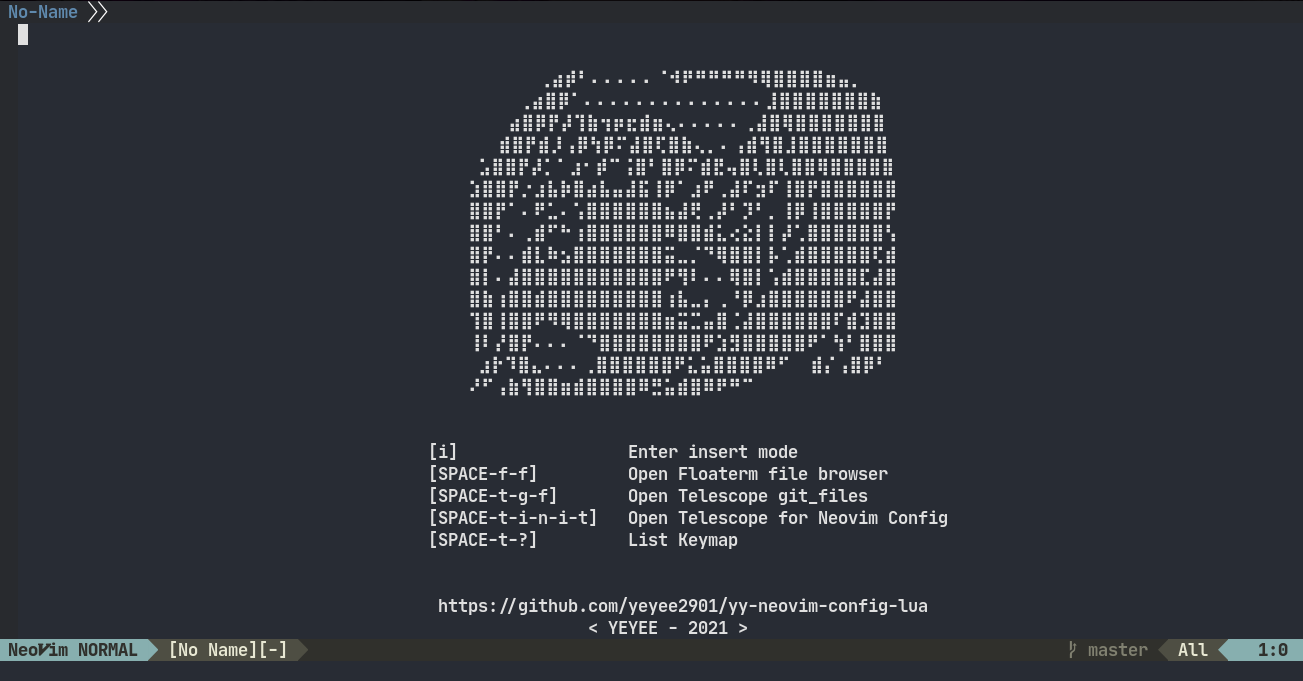 No-Name
[i] Enter insert mode
[SPACE-f-f] Open Floaterm file browser
[SPACE-t-g-f] Open Telescope git_files
[SPACE-t-i-n-i-t] Open Telescope for Neovim Config
[SPACE-t-?] List Keymap
https://github.com/yeyee2901/yy-neovim-config-lua
< YEYEE - 2021 >
NeoVim NORMAL [No Name][-] master All 1:0